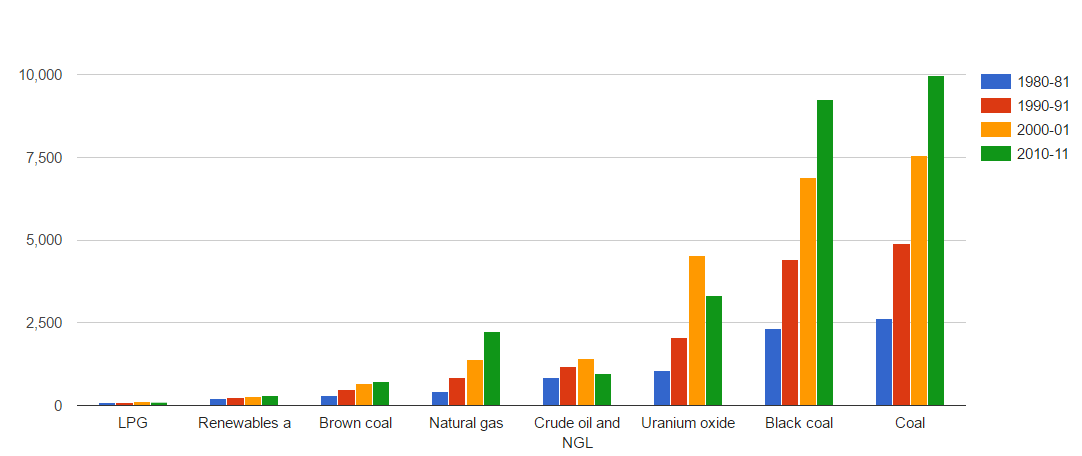 10,000
7,500
5,000
2,500
0
LPG
Renewables a
Brown coal
Natural gas
Crude oil and
NGL
Uranium oxide
Black coal
Coal
1980-81
1990-91
2000-01
2010-11